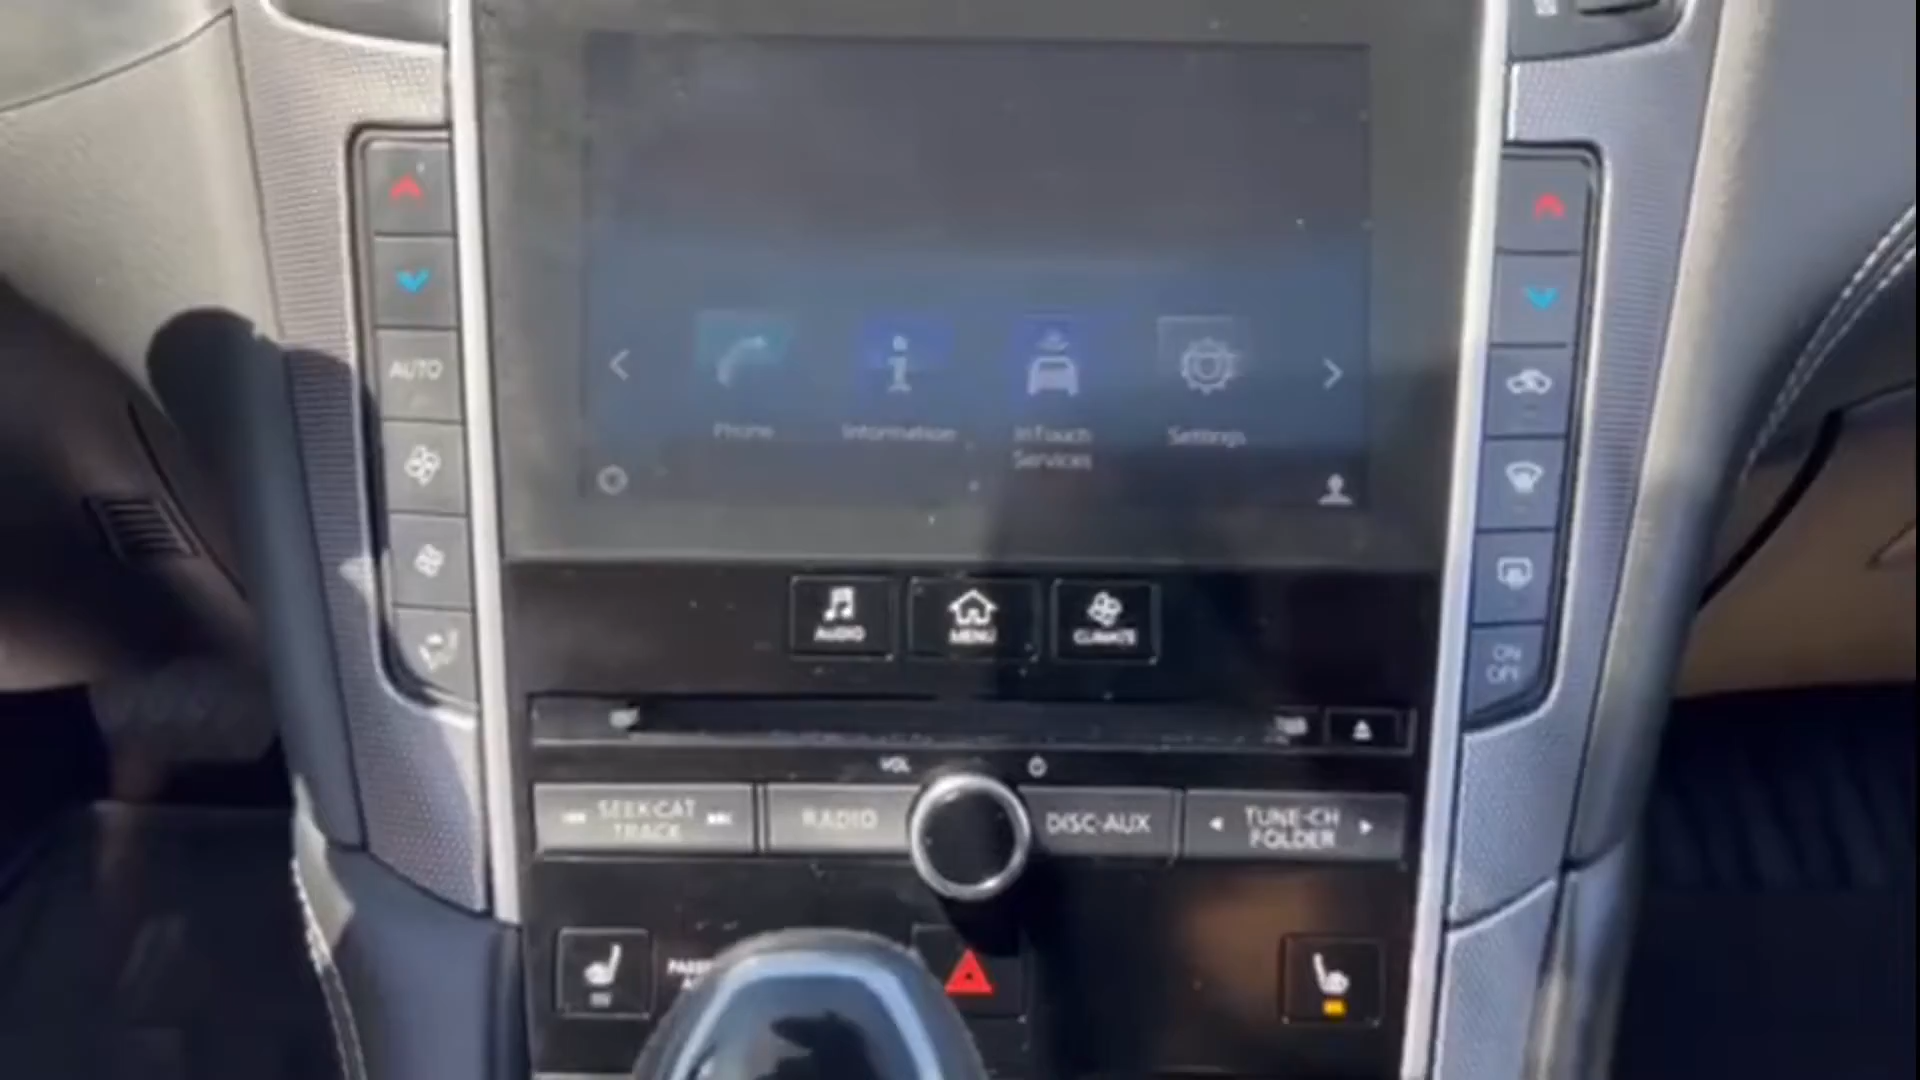 AUTO
Phone
Information
InTouch
Services
Settings
AUDIO
MENU
CLIMATE
ON
OFF
VOL
SEEK·CAT
TRACK
RADIO
DISC·AUX
TUNE·CH
FOLDER